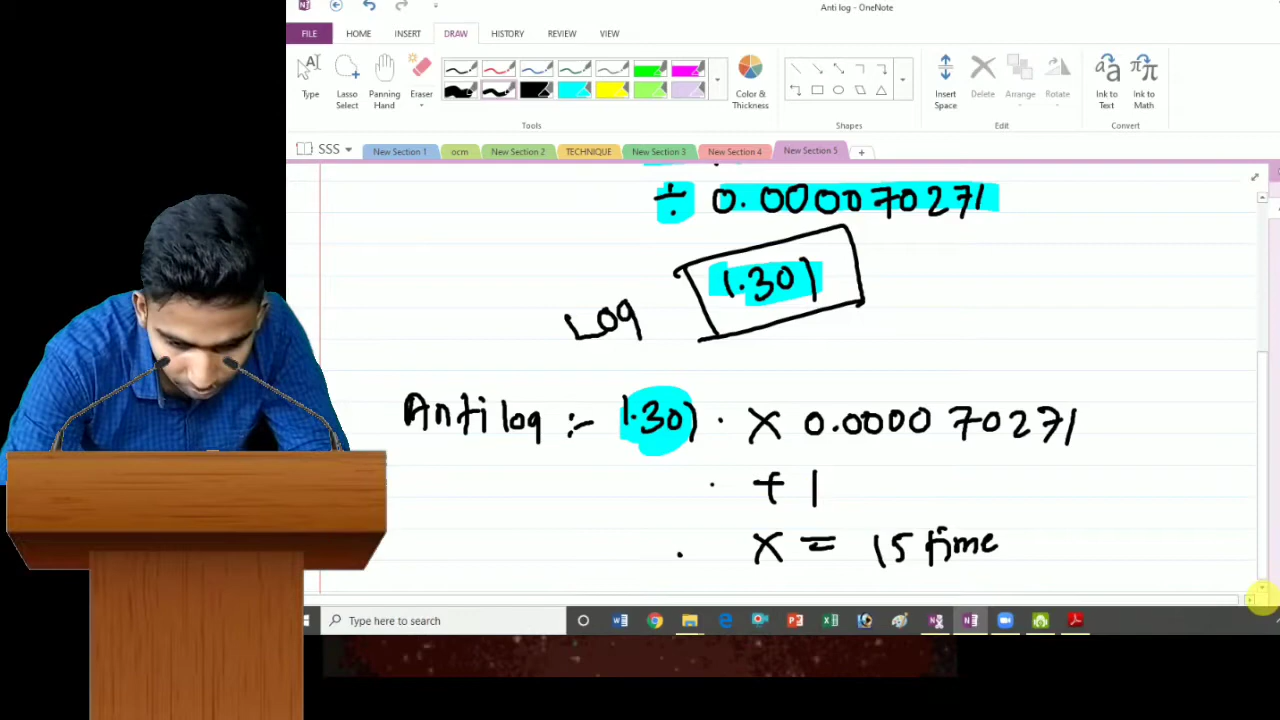 Anti log - OneNote
FILE HOME INSERT DRAW HISTORY REVIEW VIEW
Type Lasso Select Panning Hand Eraser Color & Thickness Insert Space Delete Arrange Rotate Ink to Text Ink to Math
Tools Shapes Edit Convert
SSS New Section 1 ocm New Section 2 TECHNIQUE New Section 3 New Section 4 New Section 5
÷ 0.000070271
1.301
Log
Antilog :- 1.301 · × 0.000070271
· + 1
· × = 15 time
Type here to search